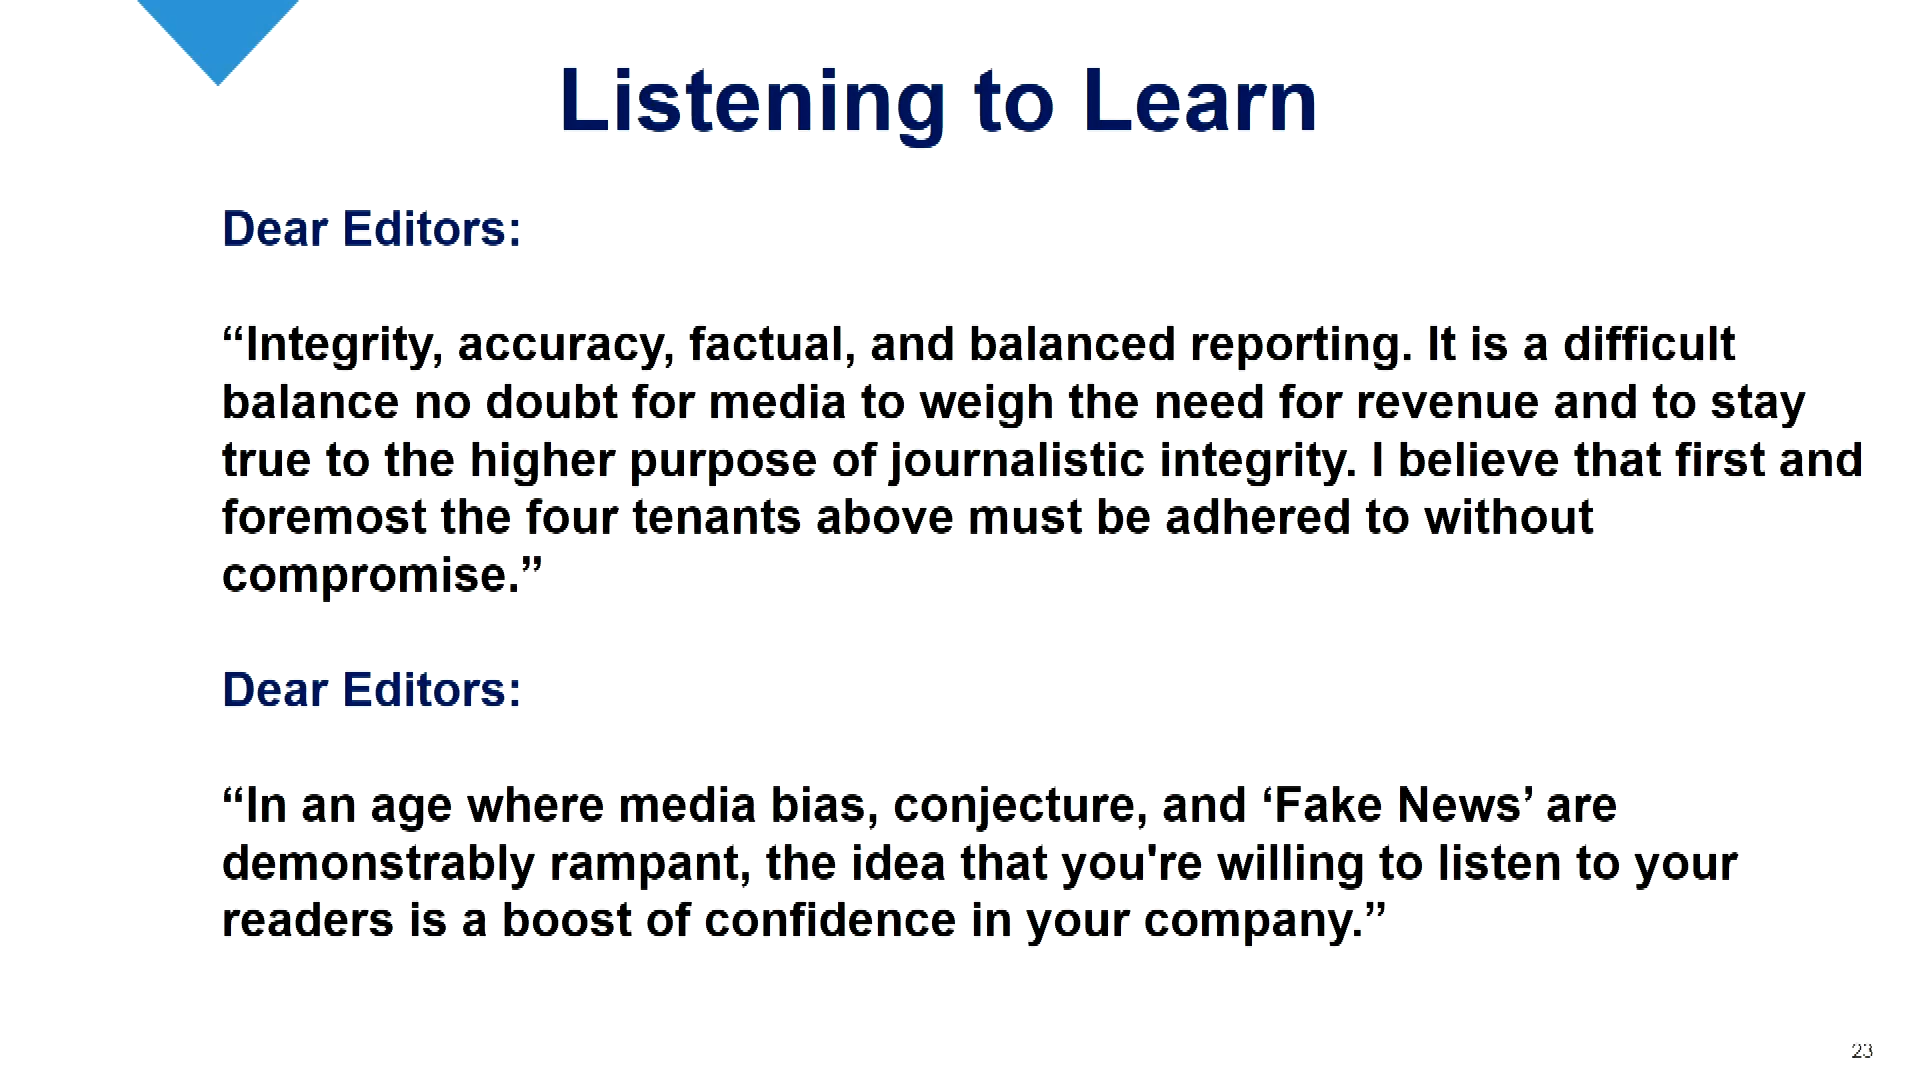 Listening to Learn
Dear Editors:
“Integrity, accuracy, factual, and balanced reporting. It is a difficult
balance no doubt for media to weigh the need for revenue and to stay
true to the higher purpose of journalistic integrity. I believe that first and
foremost the four tenants above must be adhered to without
compromise.”
Dear Editors:
“In an age where media bias, conjecture, and ‘Fake News’ are
demonstrably rampant, the idea that you're willing to listen to your
readers is a boost of confidence in your company.”
23